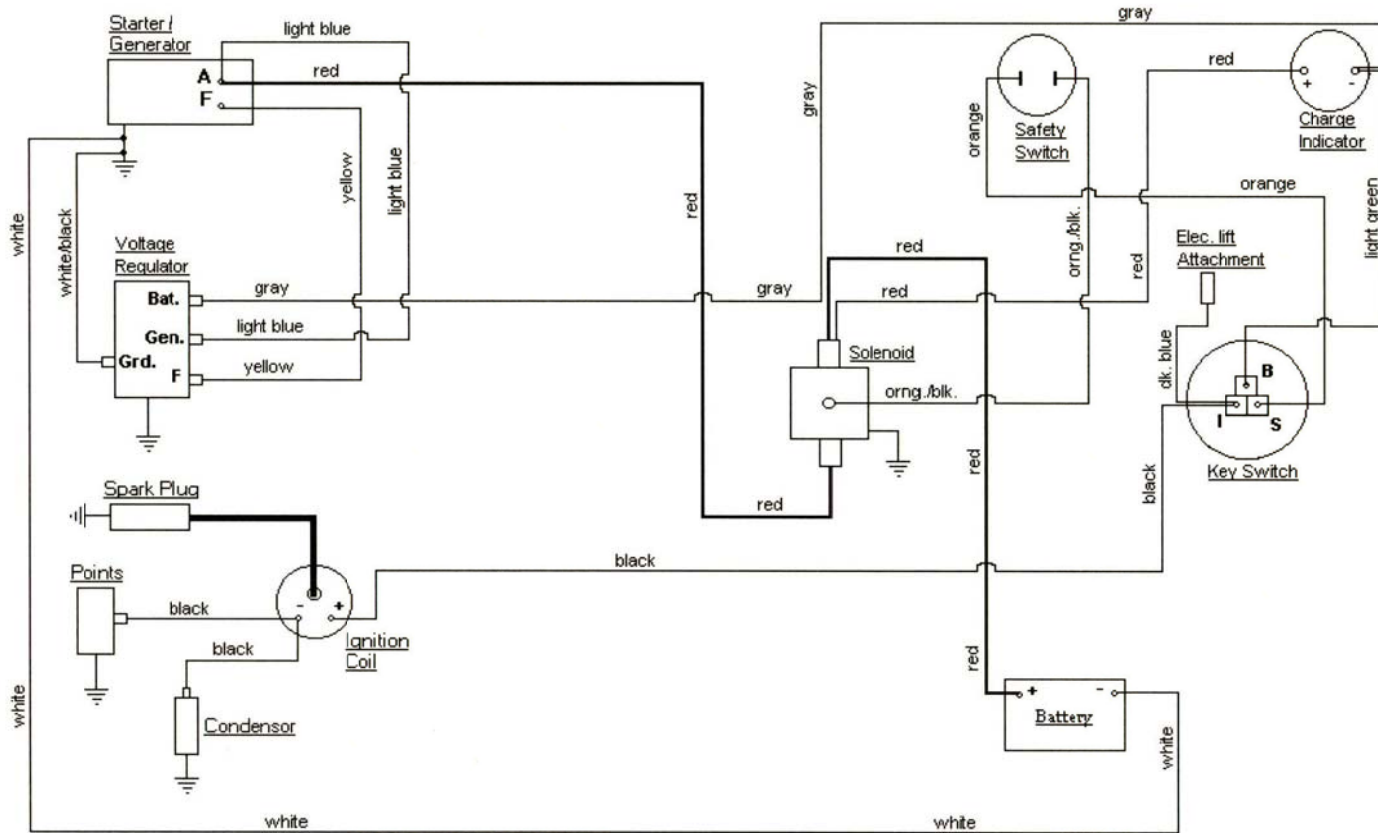 gray
Starter/
Generator
light blue
red
A
F
red
+
-
Charge
Indicator
Safety
Switch
gray
orange
orange
yellow
light blue
red
white
white/black
orng./blk.
red
light green
Elec. lift
Attachment
Voltage
Regulator
Bat.
gray
gray
red
red
Gen.
light blue
Grd.
F
yellow
Solenoid
orng./blk.
dk. blue
B
I
S
Key Switch
red
black
Spark Plug
red
black
Points
-
+
black
Ignition
Coil
black
Condensor
red
+
-
Battery
white
white
white
white